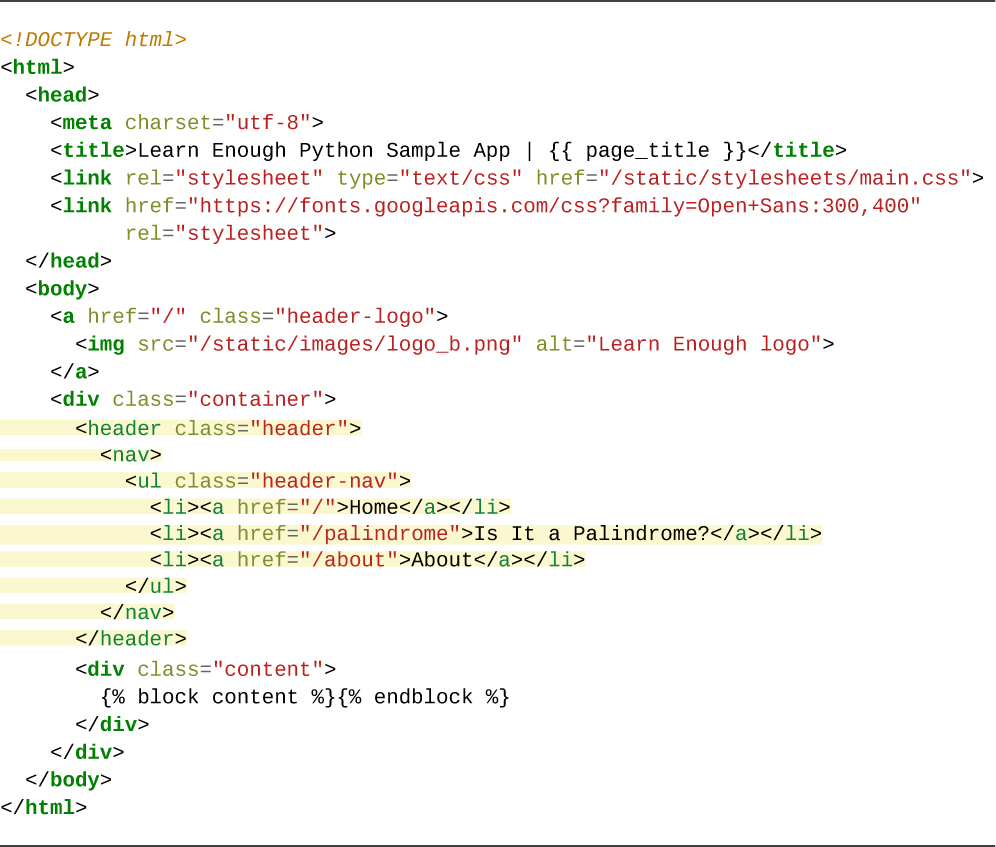 <!DOCTYPE html>
<html>
  <head>
    <meta charset="utf-8">
    <title>Learn Enough Python Sample App | {{ page_title }}</title>
    <link rel="stylesheet" type="text/css" href="/static/stylesheets/main.css">
    <link href="https://fonts.googleapis.com/css?family=Open+Sans:300,400"
          rel="stylesheet">
  </head>
  <body>
    <a href="/" class="header-logo">
      <img src="/static/images/logo_b.png" alt="Learn Enough logo">
    </a>
    <div class="container">
      <header class="header">
        <nav>
          <ul class="header-nav">
            <li><a href="/">Home</a></li>
            <li><a href="/palindrome">Is It a Palindrome?</a></li>
            <li><a href="/about">About</a></li>
          </ul>
        </nav>
      </header>
      <div class="content">
        {% block content %}{% endblock %}
      </div>
    </div>
  </body>
</html>